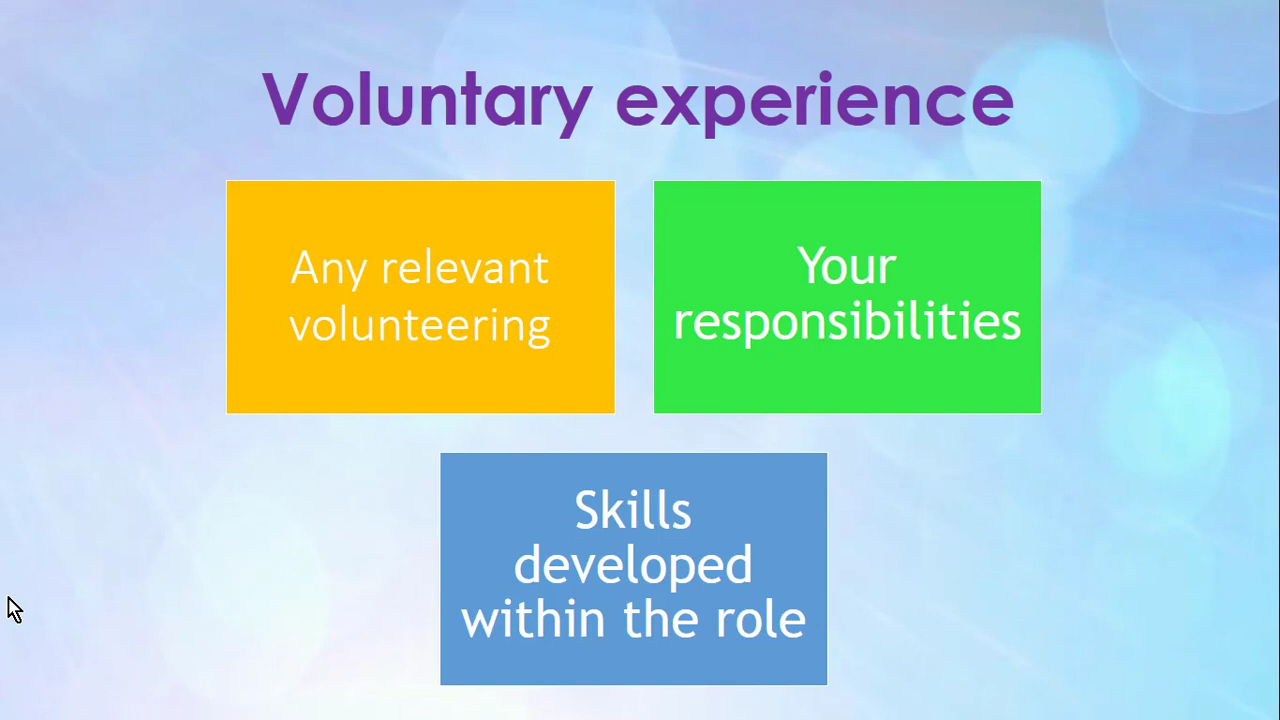 Voluntary experience
Any relevant
volunteering
Your
responsibilities
Skills
developed
within the role